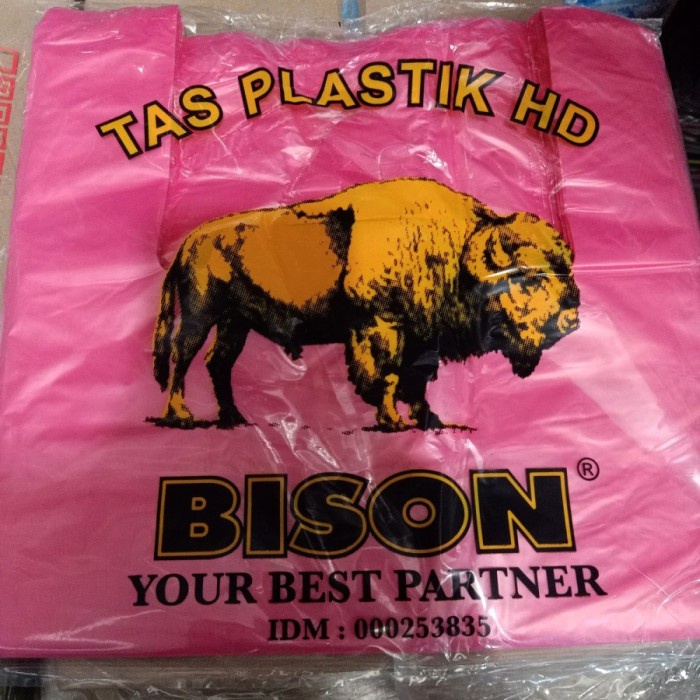 TAS PLASTIK HD
BISON ®
YOUR BEST PARTNER
IDM : 000253835